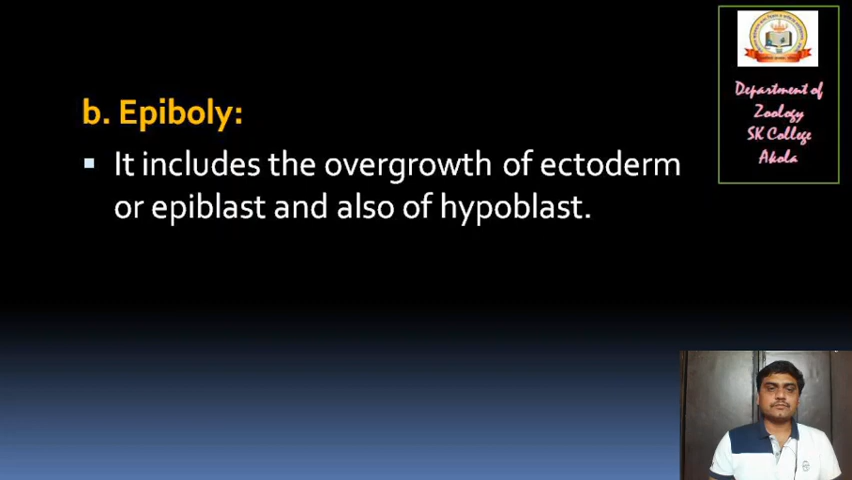 b. Epiboly:
It includes the overgrowth of ectoderm
or epiblast and also of hypoblast.
Department of
Zoology
SK College
Akola